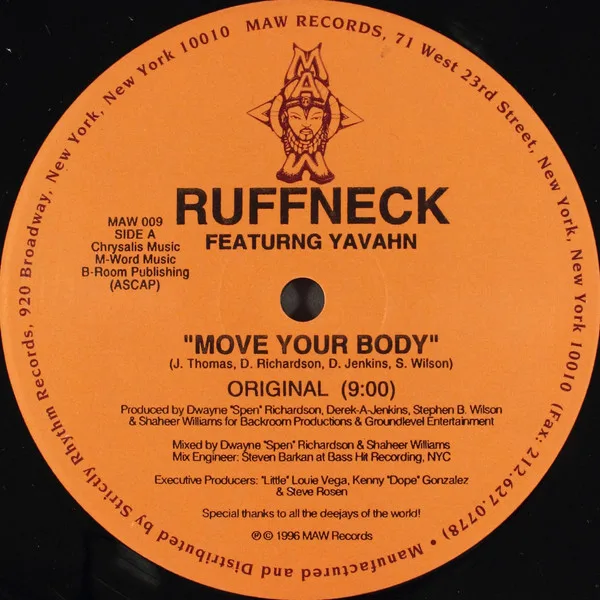 MAW RECORDS, 71 West 23rd Street, New York, New York 10010 (Fax: 212.627.0778) • Manufactured and Distributed by Strictly Rhythm Records, 920 Broadway, New York, New York 10010
MAW
RUFFNECK
FEATURNG YAVAHN
MAW 009
SIDE A
Chrysalis Music
M-Word Music
B-Room Publishing
(ASCAP)
"MOVE YOUR BODY"
(J. Thomas, D. Richardson, D. Jenkins, S. Wilson)
ORIGINAL (9:00)
Produced by Dwayne "Spen" Richardson, Derek-A-Jenkins, Stephen B. Wilson
& Shaheer Williams for Backroom Productions & Groundlevel Entertainment
Mixed by Dwayne "Spen" Richardson & Shaheer Williams
Mix Engineer: Steven Barkan at Bass Hit Recording, NYC
Executive Producers: "Little" Louie Vega, Kenny "Dope" Gonzalez
& Steve Rosen
Special thanks to all the deejays of the world!
℗© 1996 MAW Records